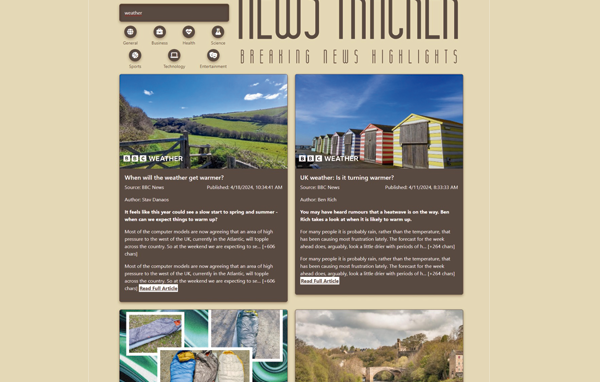 weather
NEWS TRACKER
General
Business
Health
Science
Sports
Technology
Entertainment
BREAKING NEWS HIGHLIGHTS
BBC WEATHER
When will the weather get warmer?
Source: BBC News Published: 4/18/2024, 10:34:41 AM
Author: Stav Danaos
It feels like this year could see a slow start to spring and summer -
when can we expect things to warm up?
Most of the computer models are now agreeing that an area of high
pressure to the west of the UK, currently in the Atlantic, will topple
across the country. So at the weekend we are expecting to se… [+606
chars]
Most of the computer models are now agreeing that an area of high
pressure to the west of the UK, currently in the Atlantic, will topple
across the country. So at the weekend we are expecting to se… [+606
chars] Read Full Article
BBC WEATHER
UK weather: Is it turning warmer?
Source: BBC News Published: 4/11/2024, 8:33:33 AM
Author: Ben Rich
You may have heard rumours that a heatwave is on the way. Ben
Rich takes a look at when it is likely to warm up.
For many people it is probably rain, rather than the temperature, that
has been causing most frustration lately. The forecast for the week
ahead does, arguably, look a little drier with periods of h… [+264 chars]
For many people it is probably rain, rather than the temperature, that
has been causing most frustration lately. The forecast for the week
ahead does, arguably, look a little drier with periods of h… [+264 chars]
Read Full Article